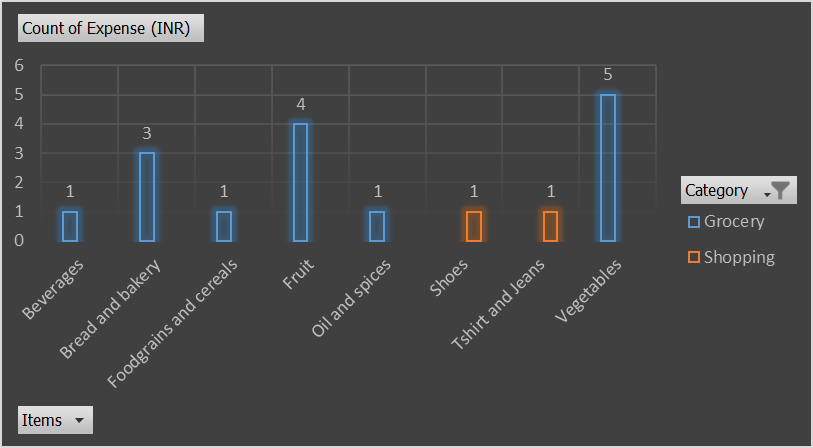 Count of Expense (INR)
6
5
4
3
2
1
0
1
3
1
4
1
1
1
5
Beverages
Bread and bakery
Foodgrains and cereals
Fruit
Oil and spices
Shoes
Tshirt and Jeans
Vegetables
Category
Grocery
Shopping
Items